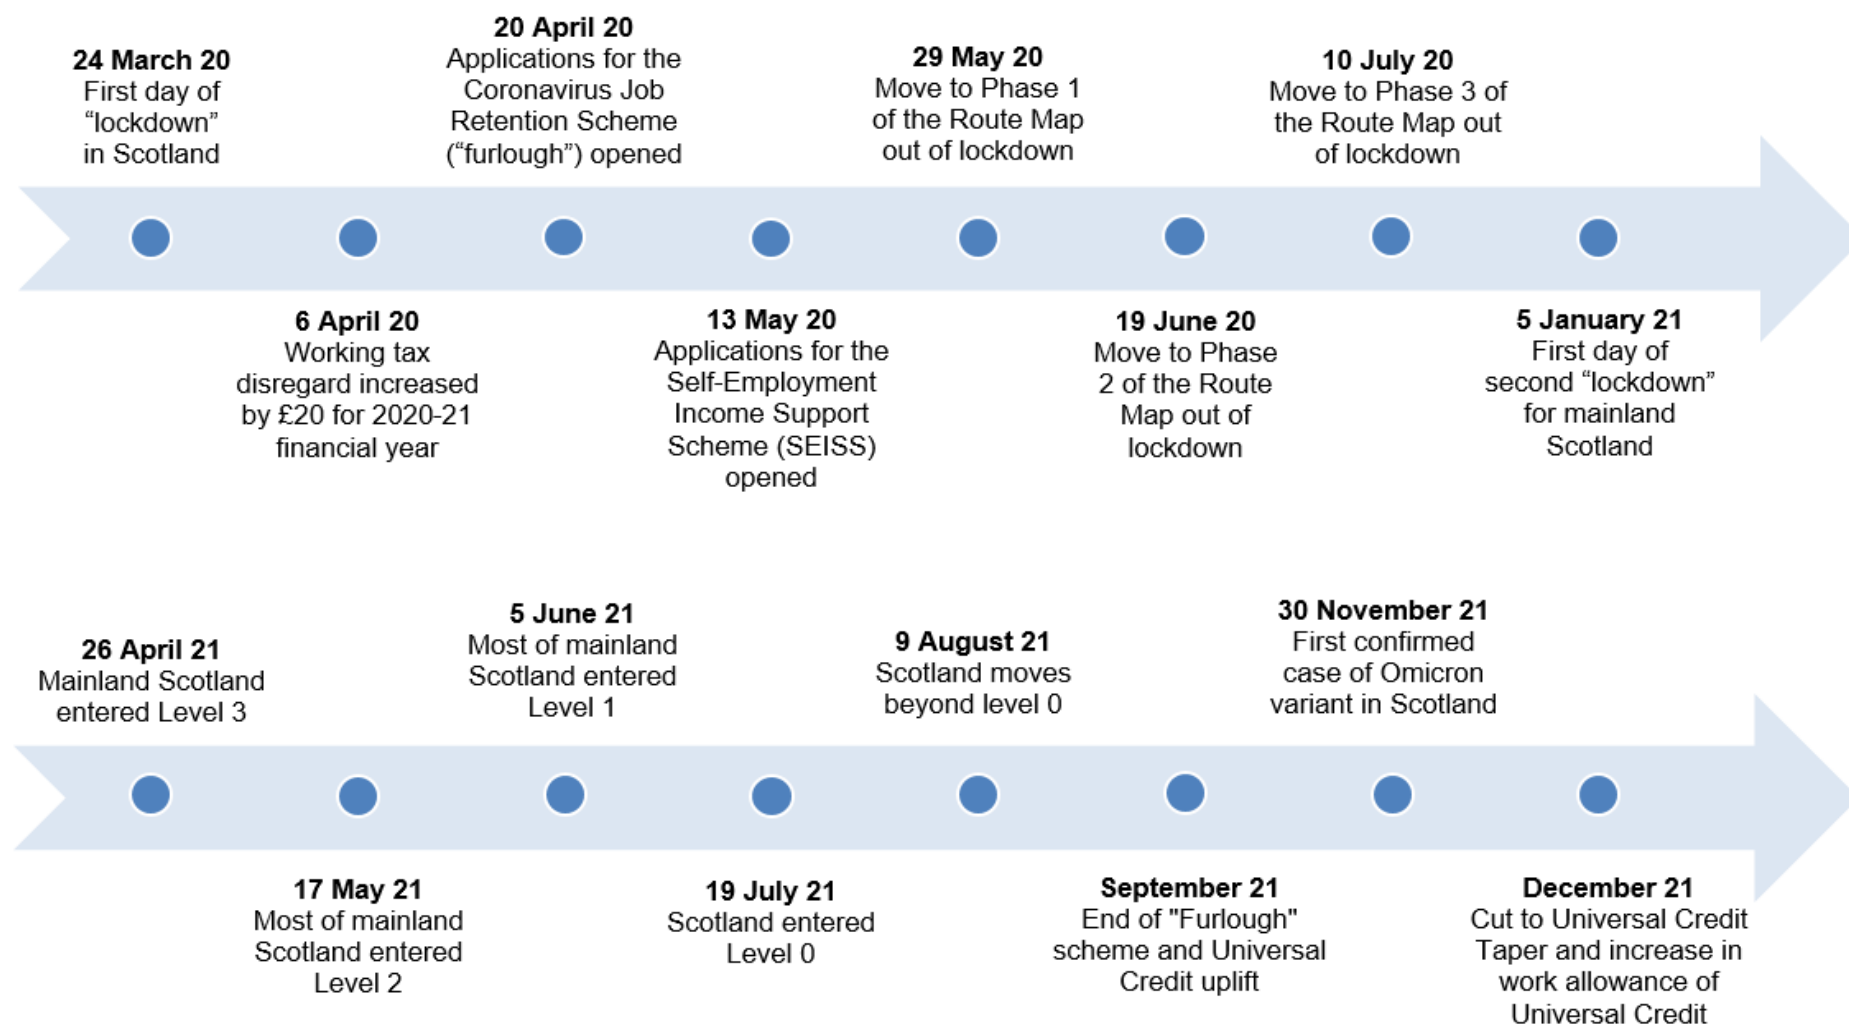 24 March 20
First day of
“lockdown”
in Scotland
6 April 20
Working tax
disregard increased
by £20 for 2020-21
financial year
20 April 20
Applications for the
Coronavirus Job
Retention Scheme
(“furlough”) opened
13 May 20
Applications for the
Self-Employment
Income Support
Scheme (SEISS)
opened
29 May 20
Move to Phase 1
of the Route Map
out of lockdown
19 June 20
Move to Phase
2 of the Route
Map out of
lockdown
10 July 20
Move to Phase 3 of
the Route Map out
of lockdown
5 January 21
First day of
second “lockdown”
for mainland
Scotland
26 April 21
Mainland Scotland
entered Level 3
17 May 21
Most of mainland
Scotland entered
Level 2
5 June 21
Most of mainland
Scotland entered
Level 1
19 July 21
Scotland entered
Level 0
9 August 21
Scotland moves
beyond level 0
September 21
End of "Furlough"
scheme and Universal
Credit uplift
30 November 21
First confirmed
case of Omicron
variant in Scotland
December 21
Cut to Universal Credit
Taper and increase in
work allowance of
Universal Credit